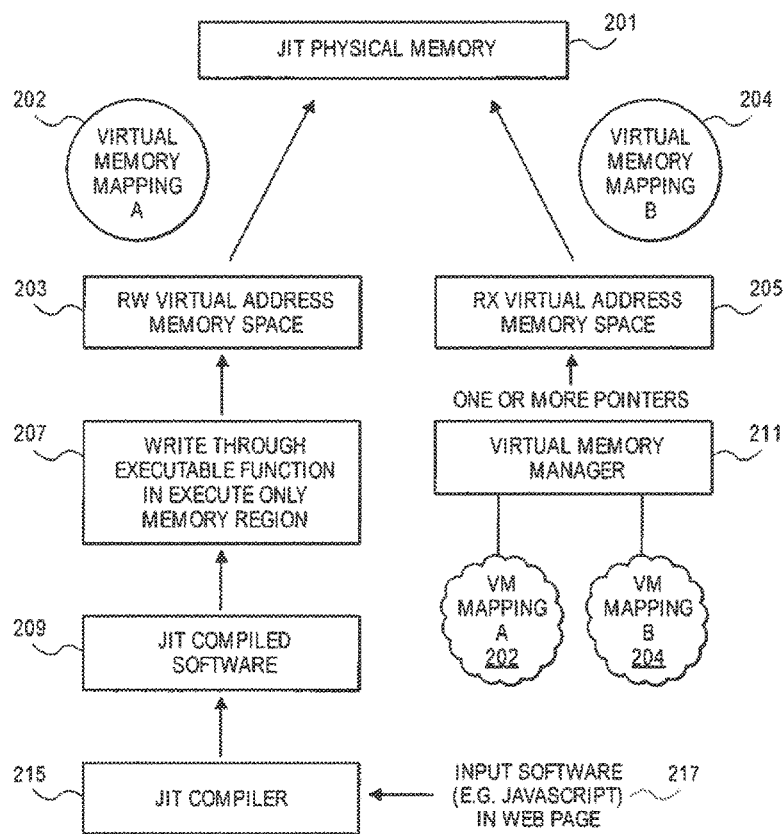 JIT PHYSICAL MEMORY
201
202
VIRTUAL
MEMORY
MAPPING
A
204
VIRTUAL
MEMORY
MAPPING
B
203
RW VIRTUAL ADDRESS
MEMORY SPACE
RX VIRTUAL ADDRESS
MEMORY SPACE
205
ONE OR MORE POINTERS
207
WRITE THROUGH
EXECUTABLE FUNCTION
IN EXECUTE ONLY
MEMORY REGION
VIRTUAL MEMORY
MANAGER
211
VM
MAPPING
A
202
VM
MAPPING
B
204
209
JIT COMPILED
SOFTWARE
215
JIT COMPILER
INPUT SOFTWARE
(E.G. JAVASCRIPT)
IN WEB PAGE
217